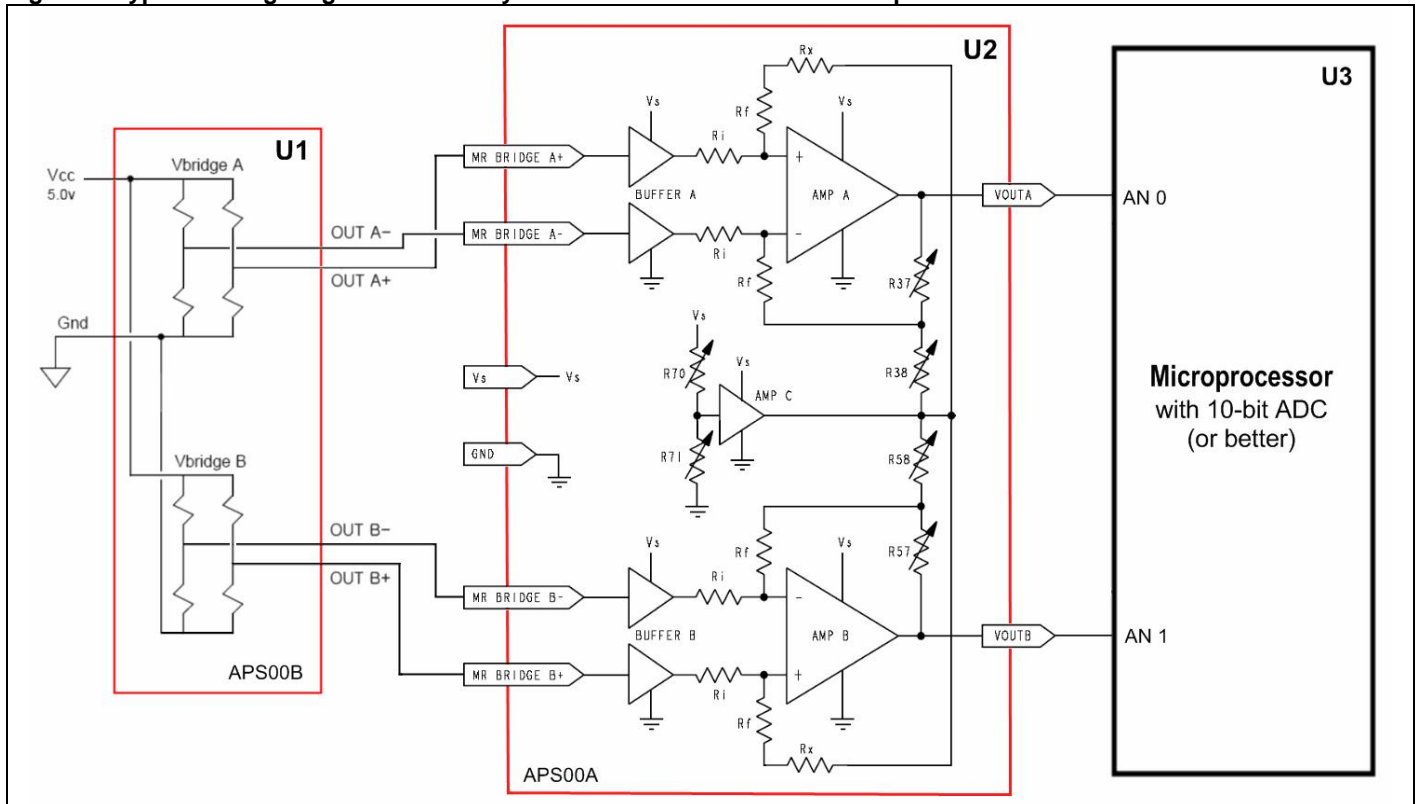 U1
Vbridge A
Vcc
5.0v
OUT A−
OUT A+
Gnd
Vbridge B
OUT B−
OUT B+
APS00B
U2
Rx
Vs
Rf
Vs
MR BRIDGE A+
Ri
+
BUFFER A
AMP A
VOUTA
MR BRIDGE A-
Ri
-
Rf
R37
Vs
Vs
Vs
R70
Vs
AMP C
R38
GND
R71
R58
Vs
Rf
Vs
R57
MR BRIDGE B-
Ri
-
BUFFER B
AMP B
VOUTB
MR BRIDGE B+
Ri
+
Rf
Rx
APS00A
U3
AN 0
Microprocessor
with 10-bit ADC
(or better)
AN 1